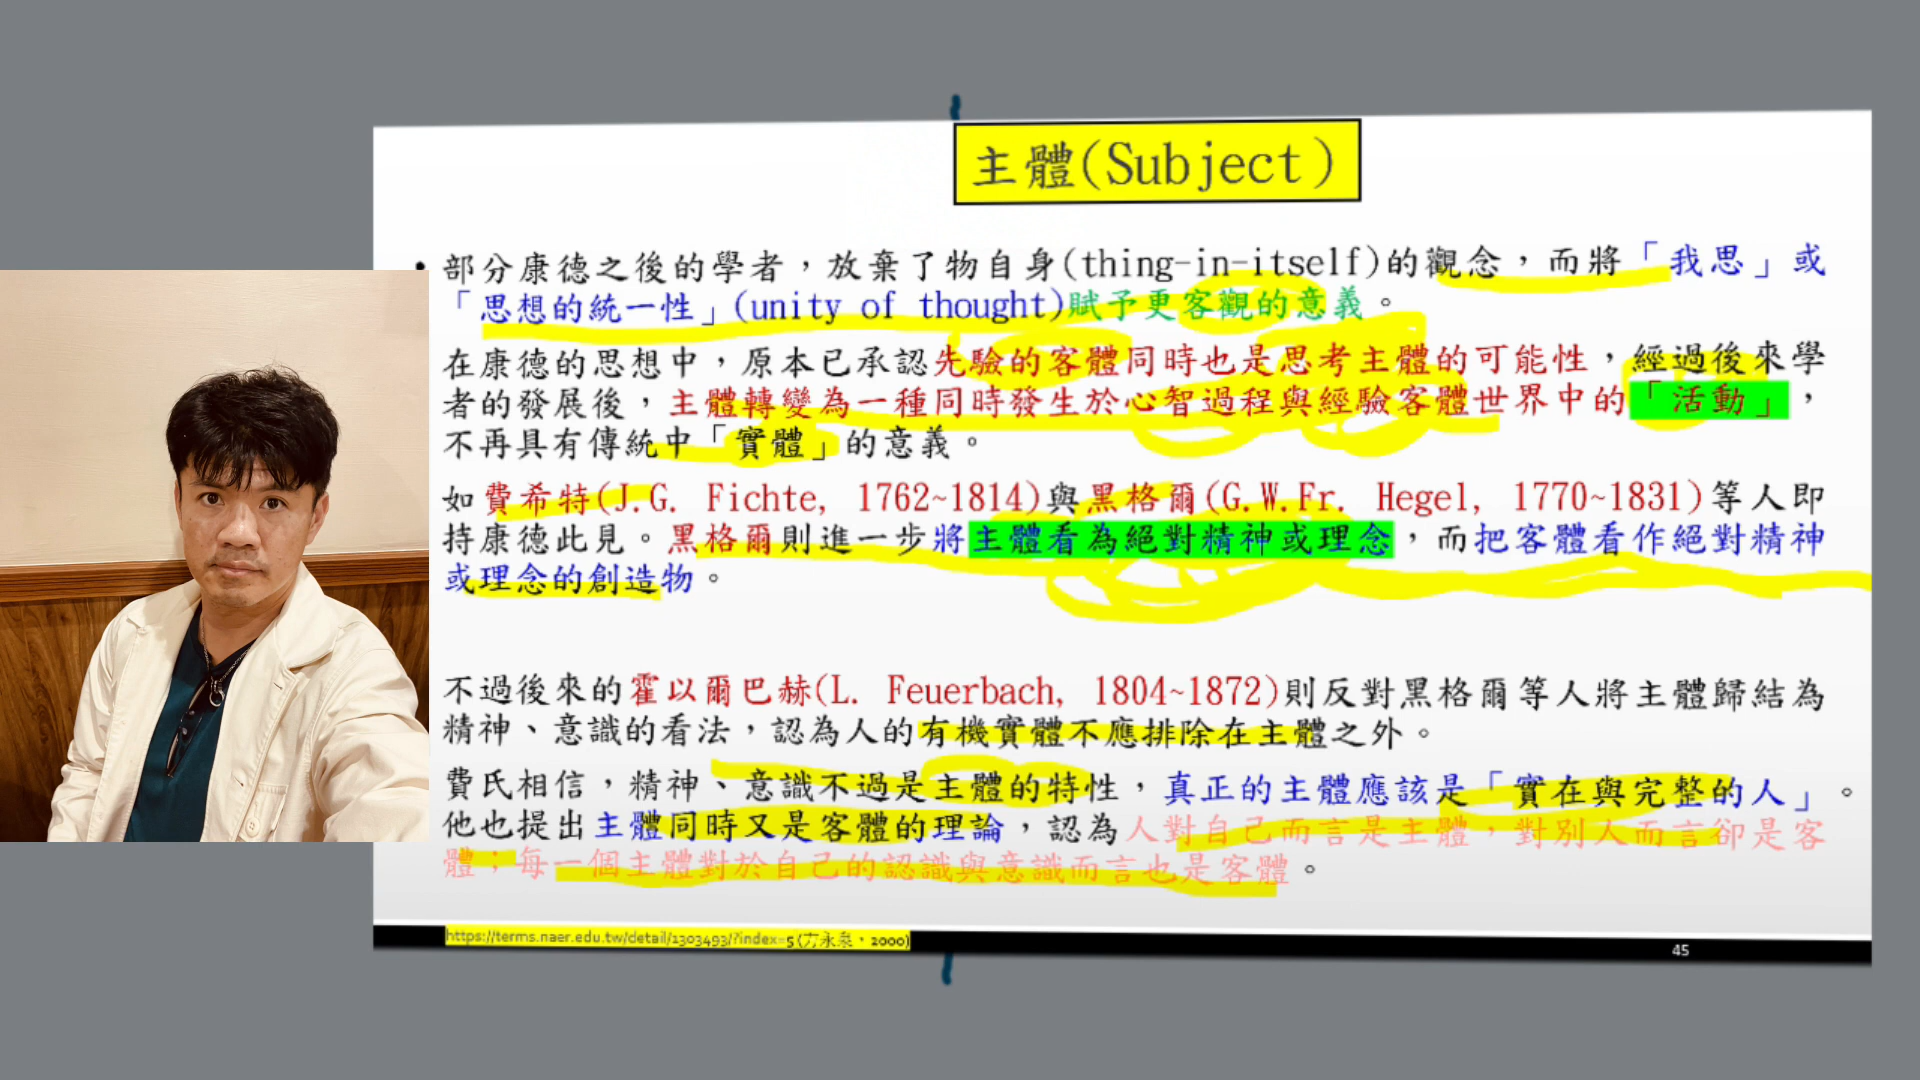 主體(Subject)
• 部分康德之後的學者，放棄了物自身(thing-in-itself)的觀念，而將「我思」或
「思想的統一性」(unity of thought)賦予更客觀的意義。
在康德的思想中，原本已承認先驗的客體同時也是思考主體的可能性，經過後來學
者的發展後，主體轉變為一種同時發生於心智過程與經驗客體世界中的「活動」，
不再具有傳統中「實體」的意義。
如費希特(J.G. Fichte, 1762~1814)與黑格爾(G.W.Fr. Hegel, 1770~1831)等人即
持康德此見。黑格爾則進一步將主體看為絕對精神或理念，而把客體看作絕對精神
或理念的創造物。
不過後來的霍以爾巴赫(L. Feuerbach, 1804~1872)則反對黑格爾等人將主體歸結為
精神、意識的看法，認為人的有機實體不應排除在主體之外。
費氏相信，精神、意識不過是主體的特性，真正的主體應該是「實在與完整的人」。
他也提出主體同時又是客體的理論，認為人對自己而言是主體，對別人而言卻是客
體；每一個主體對於自己的認識與意識而言也是客體。
https://terms.naer.edu.tw/detail/1303493/?index=5(方永泉，2000)
45